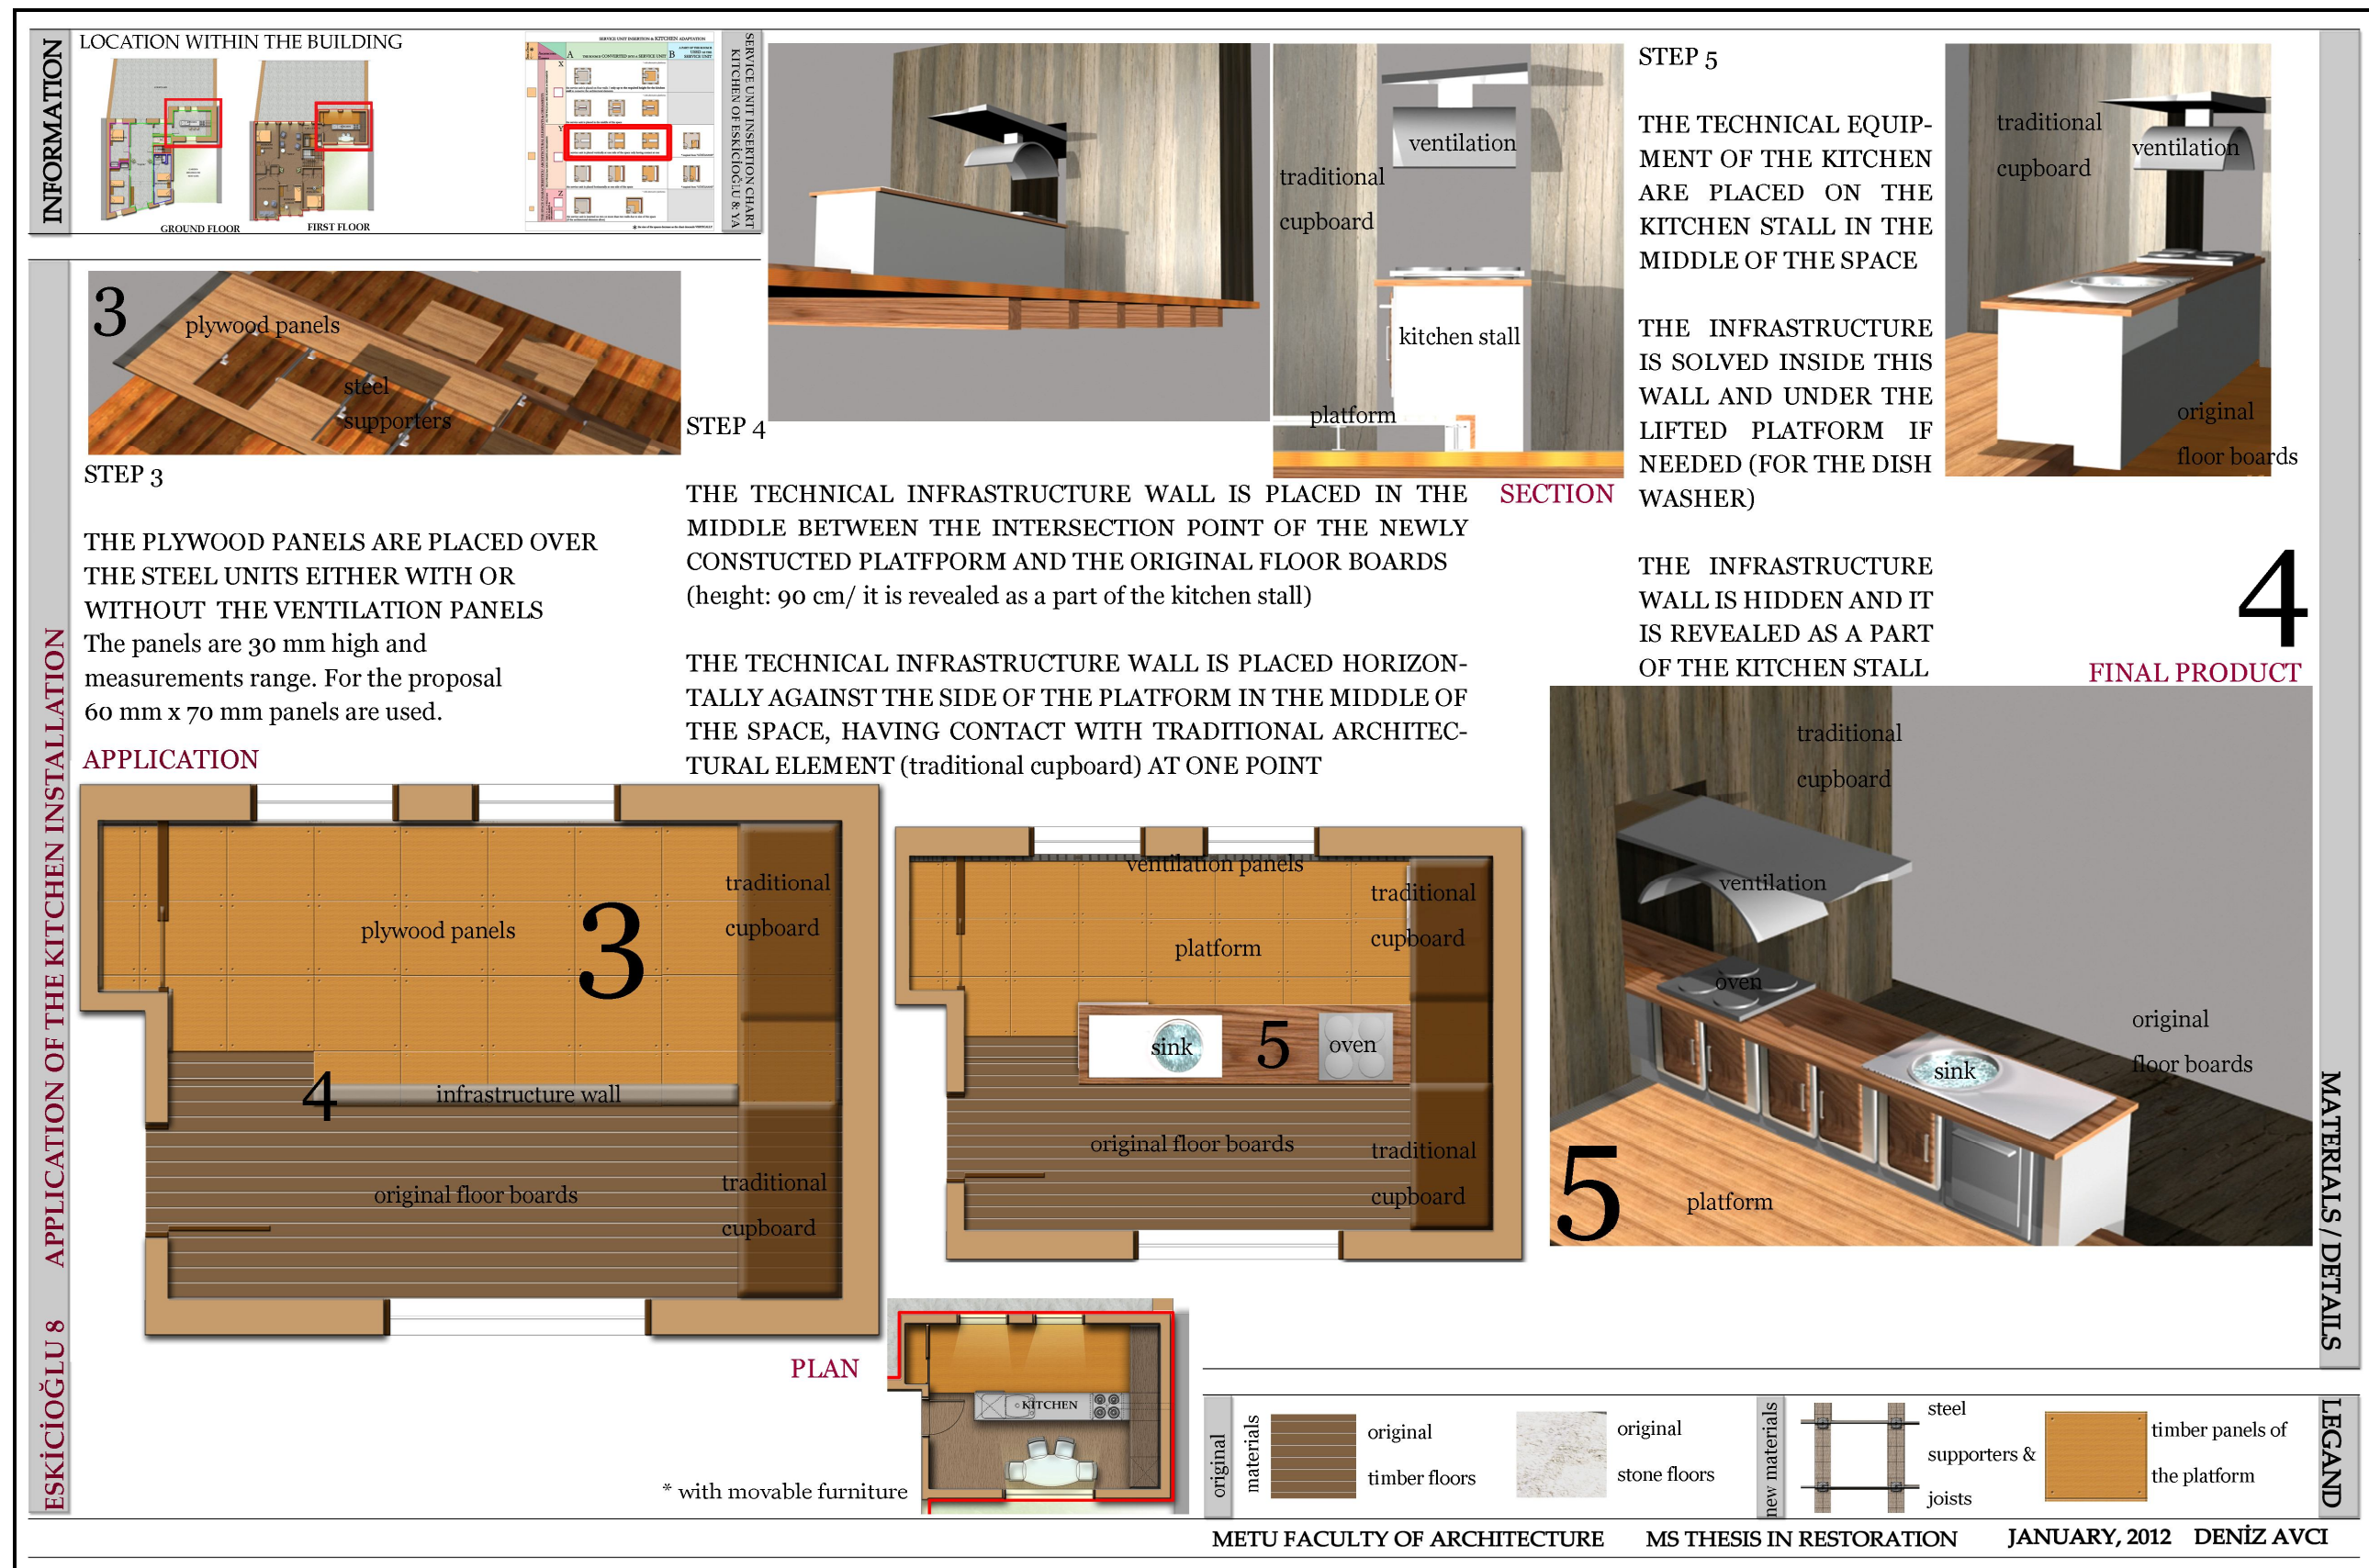 INFORMATION
LOCATION WITHIN THE BUILDING
GROUND FLOOR
FIRST FLOOR
SERVICE UNIT INSERTION & KITCHEN ADAPTATION
SERVICE UNIT INSERTION CHART
KITCHEN OF ESKİCİOĞLU 8: YA
ESKİCİOĞLU 8 APPLICATION OF THE KITCHEN INSTALLATION
3
plywood panels
steel
supporters
STEP 3
THE PLYWOOD PANELS ARE PLACED OVER
THE STEEL UNITS EITHER WITH OR
WITHOUT THE VENTILATION PANELS
The panels are 30 mm high and
measurements range. For the proposal
60 mm x 70 mm panels are used.
APPLICATION
STEP 4
THE TECHNICAL INFRASTRUCTURE WALL IS PLACED IN THE
MIDDLE BETWEEN THE INTERSECTION POINT OF THE NEWLY
CONSTUCTED PLATFPORM AND THE ORIGINAL FLOOR BOARDS
(heıght: 90 cm/ it is revealed as a part of the kitchen stall)
THE TECHNICAL INFRASTRUCTURE WALL IS PLACED HORIZON-
TALLY AGAINST THE SIDE OF THE PLATFORM IN THE MIDDLE OF
THE SPACE, HAVING CONTACT WITH TRADITIONAL ARCHITEC-
TURAL ELEMENT (traditional cupboard) AT ONE POINT
ventilation
traditional
cupboard
kitchen stall
platform
SECTION
STEP 5
THE TECHNICAL EQUIP-
MENT OF THE KITCHEN
ARE PLACED ON THE
KITCHEN STALL IN THE
MIDDLE OF THE SPACE
THE INFRASTRUCTURE
IS SOLVED INSIDE THIS
WALL AND UNDER THE
LIFTED PLATFORM IF
NEEDED (FOR THE DISH
WASHER)
THE INFRASTRUCTURE
WALL IS HIDDEN AND IT
IS REVEALED AS A PART
OF THE KITCHEN STALL
traditional
cupboard
ventilation
original
floor boards
4
FINAL PRODUCT
plywood panels
3
traditional
cupboard
4
infrastructure wall
original floor boards
traditional
cupboard
PLAN
ventilation panels
platform
traditional
cupboard
sink
5
oven
original floor boards
traditional
cupboard
traditional
cupboard
ventilation
oven
original
floor boards
sink
5
platform
MATERIALS / DETAILS
KITCHEN
* with movable furniture
original
materials
original
timber floors
original
stone floors
new materials
steel
supporters &
joists
timber panels of
the platform
LEGAND
METU FACULTY OF ARCHITECTURE MS THESIS IN RESTORATION JANUARY, 2012 DENİZ AVCI